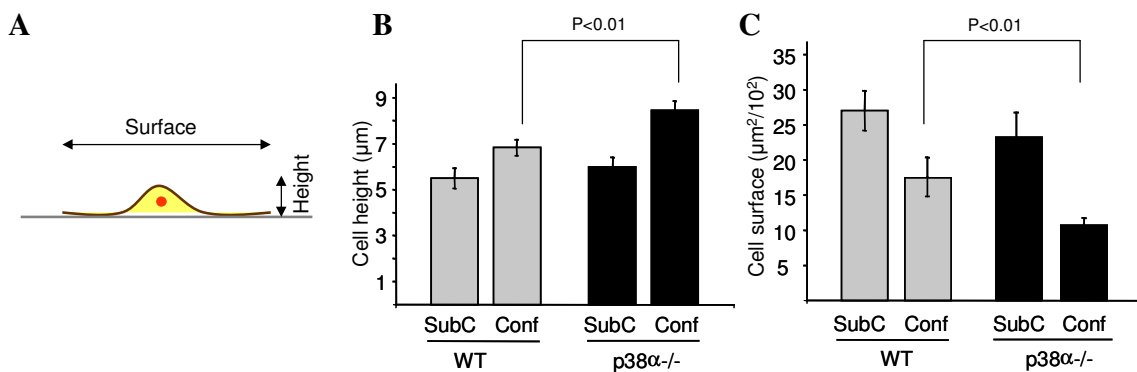 A
Surface
Height
B
P<0.01
Cell height (µm)
9
7
5
3
1
SubC Conf SubC Conf
WT p38α-/-
C
P<0.01
Cell surface (µm²/10²)
35
30
25
20
15
10
5
SubC Conf SubC Conf
WT p38α-/-